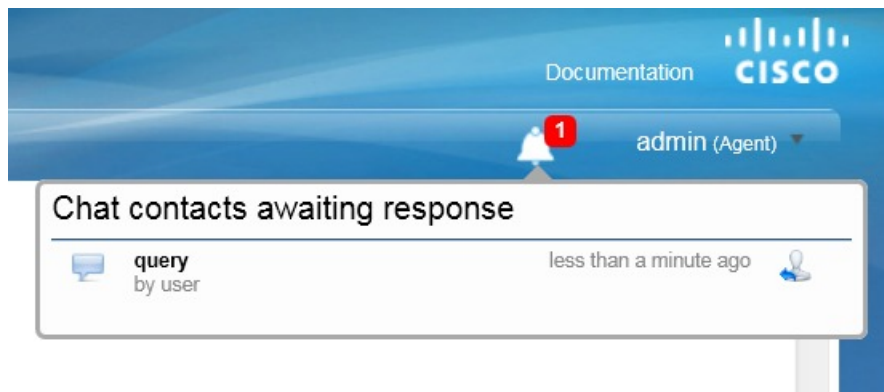 Documentation
CISCO
1
admin (Agent)
Chat contacts awaiting response
query
less than a minute ago
by user